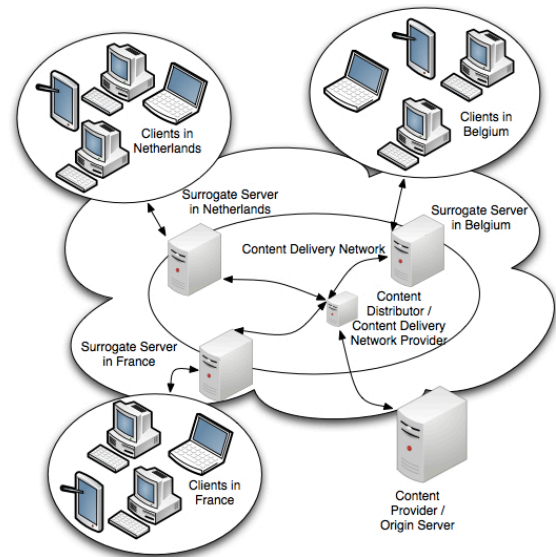 Clients in
Netherlands
Clients in
Belgium
Surrogate Server
in Netherlands
Surrogate Server
in Belgium
Content Delivery Network
Content
Distributor /
Content Delivery
Network Provider
Surrogate Server
in France
Clients in
France
Content
Provider /
Origin Server